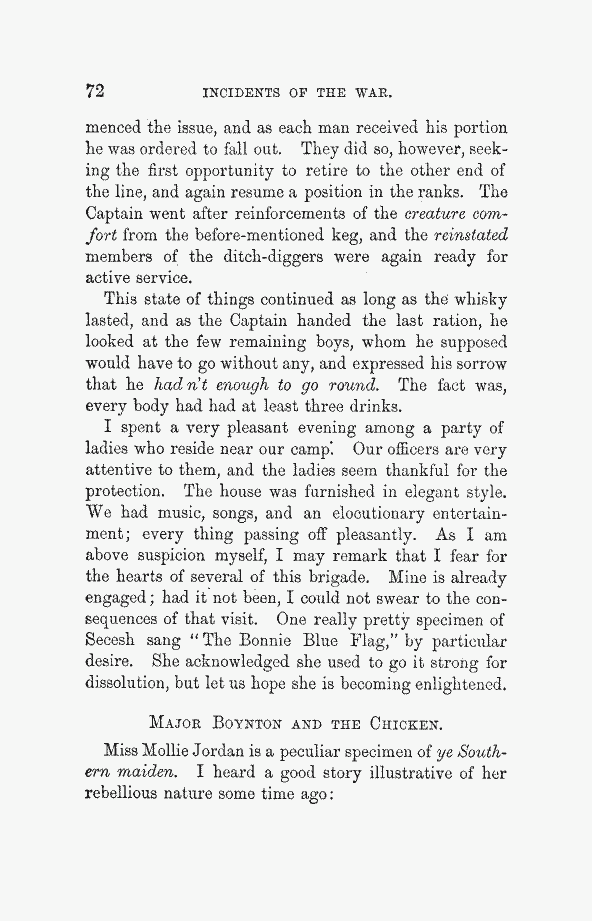 72 INCIDENTS OF THE WAR.
menced the issue, and as each man received his portion
he was ordered to fall out. They did so, however, seek-
ing the first opportunity to retire to the other end of
the line, and again resume a position in the ranks. The
Captain went after reinforcements of the creature com-
fort from the before-mentioned keg, and the reinstated
members of the ditch-diggers were again ready for
active service.
This state of things continued as long as the whisky
lasted, and as the Captain handed the last ration, he
looked at the few remaining boys, whom he supposed
would have to go without any, and expressed his sorrow
that he had n't enough to go round. The fact was,
every body had had at least three drinks.
I spent a very pleasant evening among a party of
ladies who reside near our camp. Our officers are very
attentive to them, and the ladies seem thankful for the
protection. The house was furnished in elegant style.
We had music, songs, and an elocutionary entertain-
ment; every thing passing off pleasantly. As I am
above suspicion myself, I may remark that I fear for
the hearts of several of this brigade. Mine is already
engaged; had it not been, I could not swear to the con-
sequences of that visit. One really pretty specimen of
Secesh sang "The Bonnie Blue Flag," by particular
desire. She acknowledged she used to go it strong for
dissolution, but let us hope she is becoming enlightened.
MAJOR BOYNTON AND THE CHICKEN.
Miss Mollie Jordan is a peculiar specimen of ye South-
ern maiden. I heard a good story illustrative of her
rebellious nature some time ago: